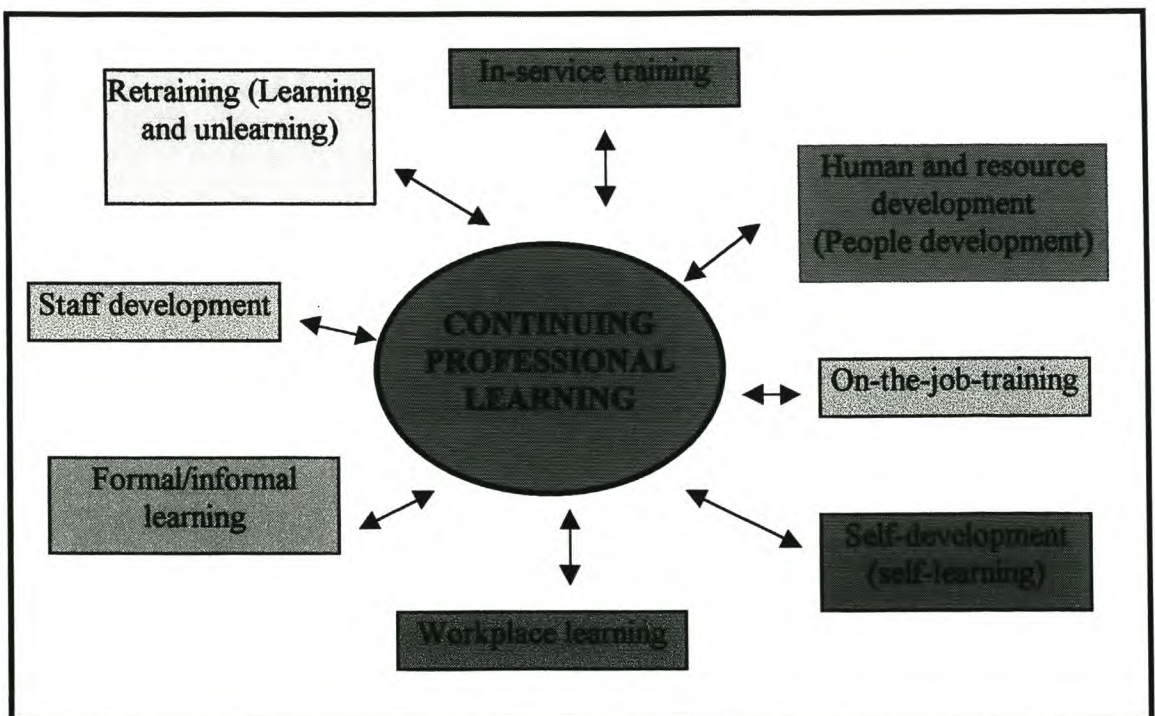 In-service training
Retraining (Learning
and unlearning)
Human and resource
development
(People development)
Staff development
CONTINUING
PROFESSIONAL
LEARNING
On-the-job-training
Formal/informal
learning
Self-development
(self-learning)
Workplace learning